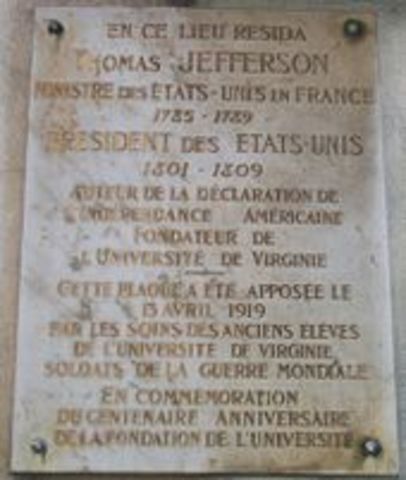 EN CE LIEU RESIDA
THOMAS JEFFERSON
MINISTRE DES ETATS-UNIS EN FRANCE
1785 - 1789
PRESIDENT DES ETATS-UNIS
1801 - 1809
AUTEUR DE LA DÉCLARATION DE
L'INDÉPENDANCE AMÉRICAINE
FONDATEUR DE
L'UNIVERSITÉ DE VIRGINIE
CETTE PLAQUE A ÉTÉ APPOSÉE LE
13 AVRIL 1919
PAR LES SOINS DES ANCIENS ELÈVES
DE L'UNIVERSITE DE VIRGINIE
SOLDATS DE LA GUERRE MONDIALE
EN COMMEMORATION
DU CENTENAIRE ANNIVERSAIRE
DE LA FONDATION DE L'UNIVERSITÉ